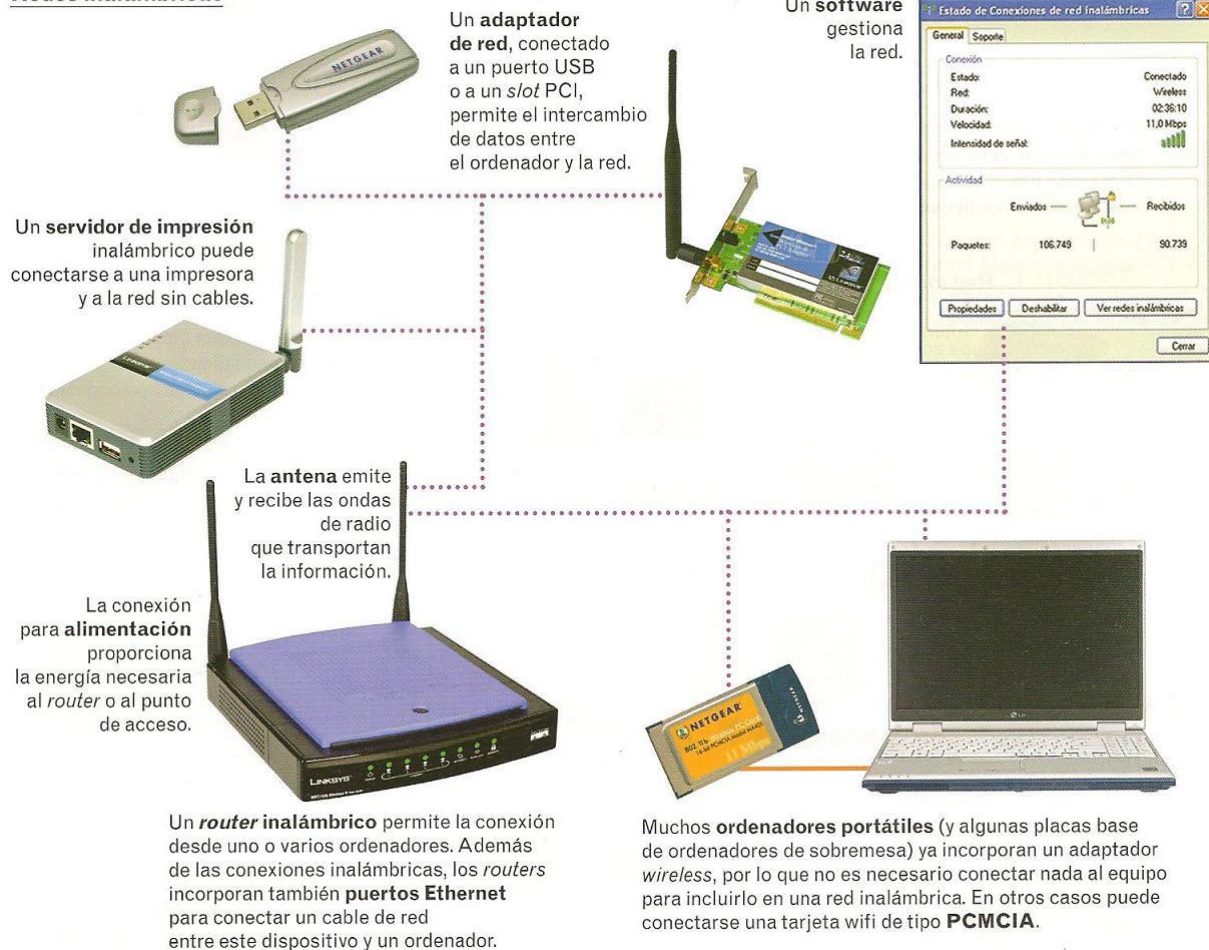 Redes inalámbricas
Un adaptador
de red, conectado
a un puerto USB
o a un slot PCI,
permite el intercambio
de datos entre
el ordenador y la red.
NETGEAR
Un software
gestiona
la red.
Estado de Conexiones de red inalámbricas
General Soporte
Conexión
Estado: Conectado
Red: Wireless
Duración: 02:36:10
Velocidad: 11,0 Mbps
Intensidad de señal:
Actividad
Enviados — — Recibidos
Paquetes: 106.749 | 90.739
Propiedades Deshabilitar Ver redes inalámbricas
Cerrar
Un servidor de impresión
inalámbrico puede
conectarse a una impresora
y a la red sin cables.
La antena emite
y recibe las ondas
de radio
que transportan
la información.
La conexión
para alimentación
proporciona
la energía necesaria
al router o al punto
de acceso.
LINKSYS
Un router inalámbrico permite la conexión
desde uno o varios ordenadores. Además
de las conexiones inalámbricas, los routers
incorporan también puertos Ethernet
para conectar un cable de red
entre este dispositivo y un ordenador.
NETGEAR
11 Mbps
LG
Muchos ordenadores portátiles (y algunas placas base
de ordenadores de sobremesa) ya incorporan un adaptador
wireless, por lo que no es necesario conectar nada al equipo
para incluirlo en una red inalámbrica. En otros casos puede
conectarse una tarjeta wifi de tipo PCMCIA.